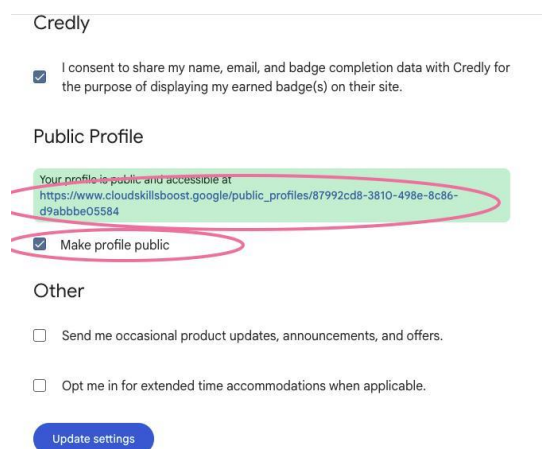 Credly
I consent to share my name, email, and badge completion data with Credly for
the purpose of displaying my earned badge(s) on their site.
Public Profile
Your profile is public and accessible at
https://www.cloudskillsboost.google/public_profiles/87992cd8-3810-498e-8c86-
d9abbbe05584
Make profile public
Other
Send me occasional product updates, announcements, and offers.
Opt me in for extended time accommodations when applicable.
Update settings